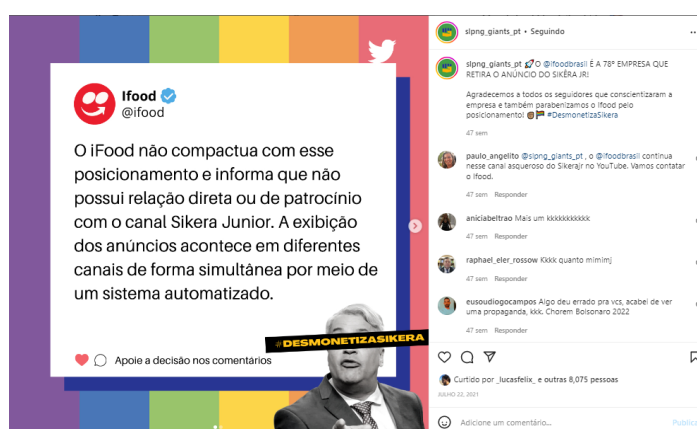 Ifood
@ifood
O iFood não compactua com esse
posicionamento e informa que não
possui relação direta ou de patrocínio
com o canal Sikera Junior. A exibição
dos anúncios acontece em diferentes
canais de forma simultânea por meio de
um sistema automatizado.
#DESMONETIZASIKERA
Apoie a decisão nos comentários
slpng_giants_pt • Seguindo
slpng_giants_pt 🚀O @ifoodbrasil É A 78ª EMPRESA QUE
RETIRA O ANÚNCIO DO SIKÊRA JR!
Agradecemos a todos os seguidores que conscientizaram a
empresa e também parabenizamos o Ifood pelo
posicionamento! ✊🏾🏳️‍🌈 #DesmonetizaSikera
47 sem
paulo_angelito @slpng_giants_pt , o @ifoodbrasil continua
nesse canal asqueroso do Sikerajr no YouTube. Vamos contatar
o Ifood.
47 sem Responder
aniciabeltrao Mais um kkkkkkkkkkk
47 sem Responder
raphael_eler_rossow Kkkk quanto mimimj
47 sem Responder
eusoudiogocampos Algo deu errado pra vcs, acabei de ver
uma propaganda, kkk. Chorem Bolsonaro 2022
47 sem Responder
Curtido por _lucasfelix_ e outras 8,075 pessoas
JULHO 22, 2021
Adicione um comentário...
Publicar